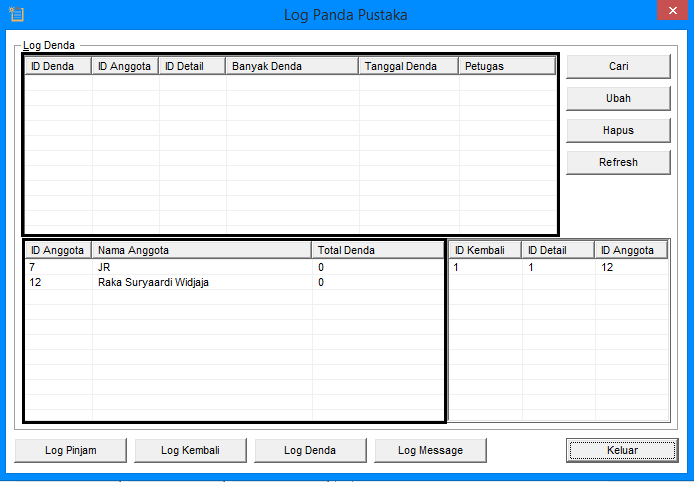 Log Panda Pustaka
Log Denda
ID Denda ID Anggota ID Detail Banyak Denda Tanggal Denda Petugas
Cari
Ubah
Hapus
Refresh
ID Anggota Nama Anggota Total Denda
7 JR 0
12 Raka Suryaardi Widjaja 0
ID Kembali ID Detail ID Anggota
1 1 12
Log Pinjam Log Kembali Log Denda Log Message Keluar